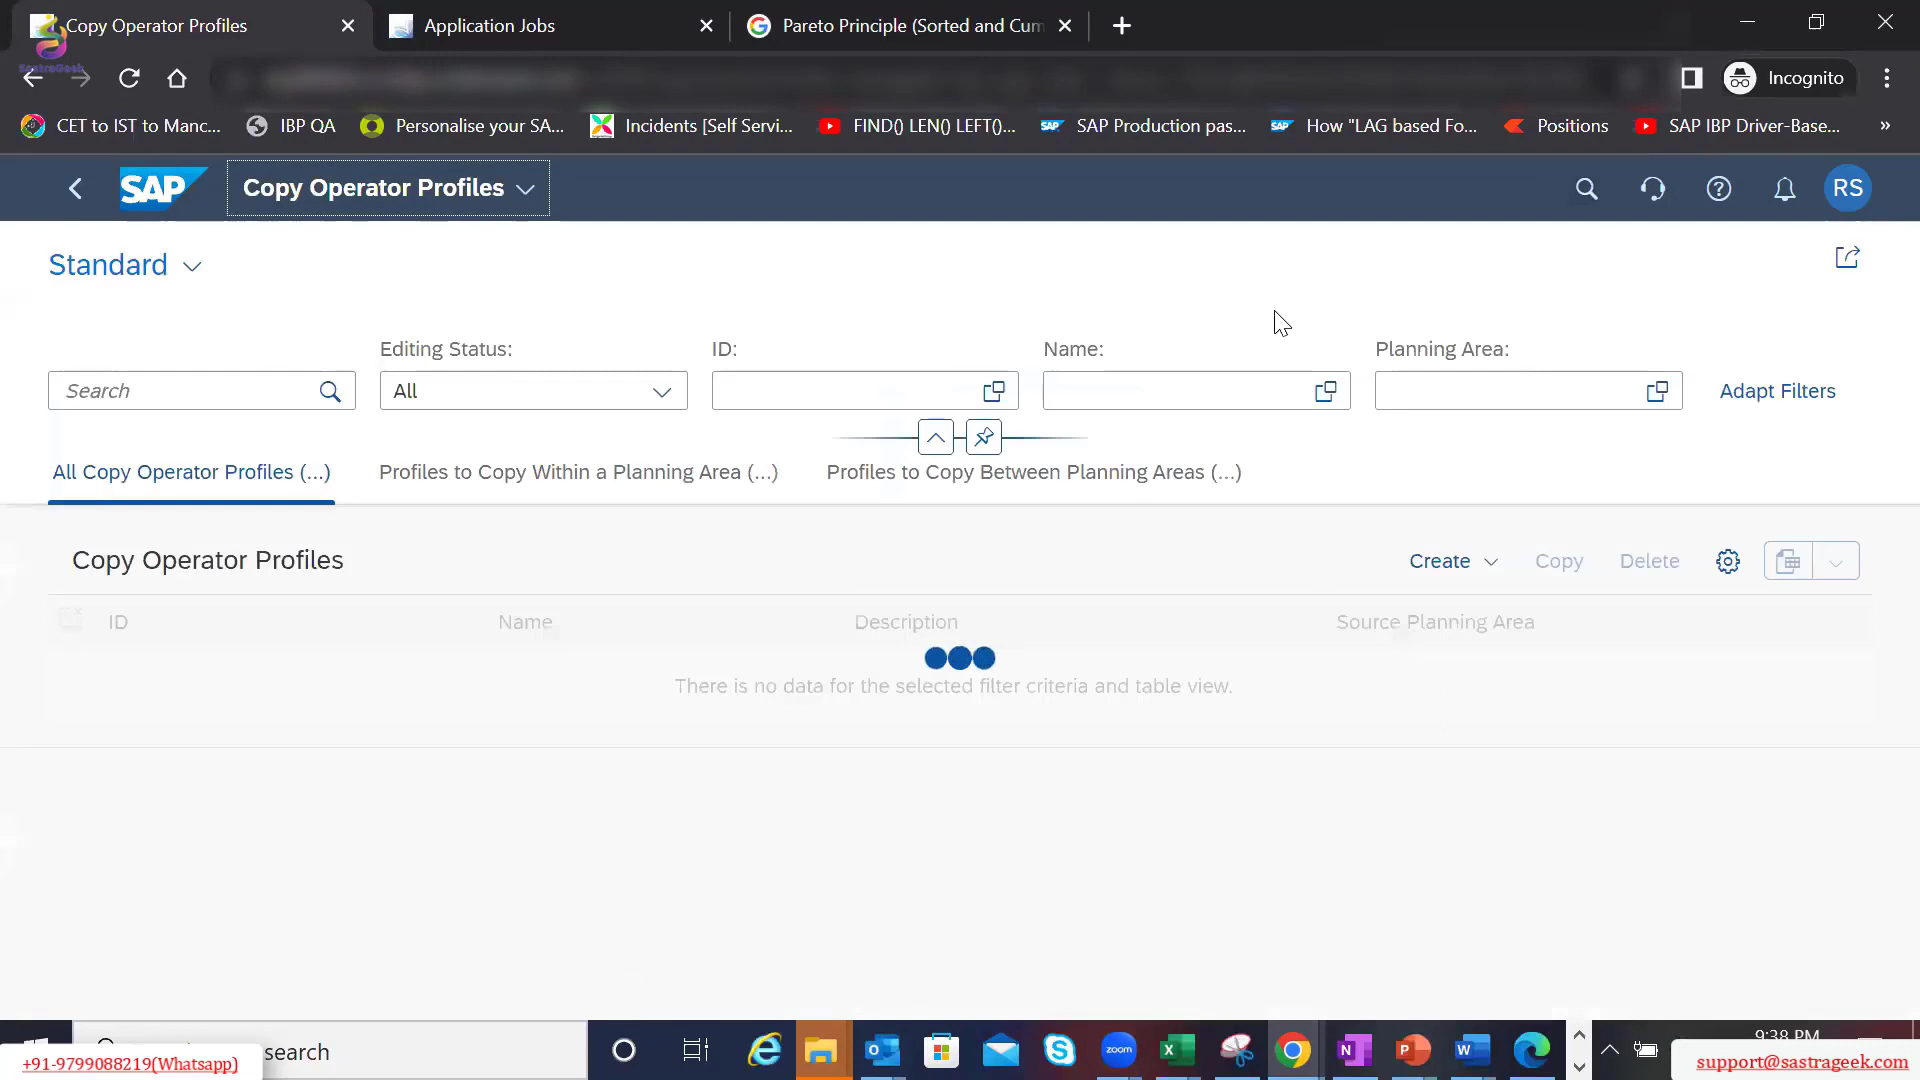 Copy Operator Profiles
Application Jobs
Pareto Principle (Sorted and Cum
SastraGeek
Incognito
CET to IST to Manc...
IBP QA
Personalise your SA...
Incidents [Self Servi...
FIND() LEN() LEFT()...
SAP Production pas...
How "LAG based Fo...
Positions
SAP IBP Driver-Base...
»
SAP
Copy Operator Profiles
RS
Standard
Editing Status:
ID:
Name:
Planning Area:
Search
All
Adapt Filters
All Copy Operator Profiles (...)
Profiles to Copy Within a Planning Area (...)
Profiles to Copy Between Planning Areas (...)
Copy Operator Profiles
Create
Copy
Delete
ID
Name
Description
Source Planning Area
There is no data for the selected filter criteria and table view.
search
zoom
9:38 PM
+91-9799088219(Whatsapp)
support@sastrageek.com